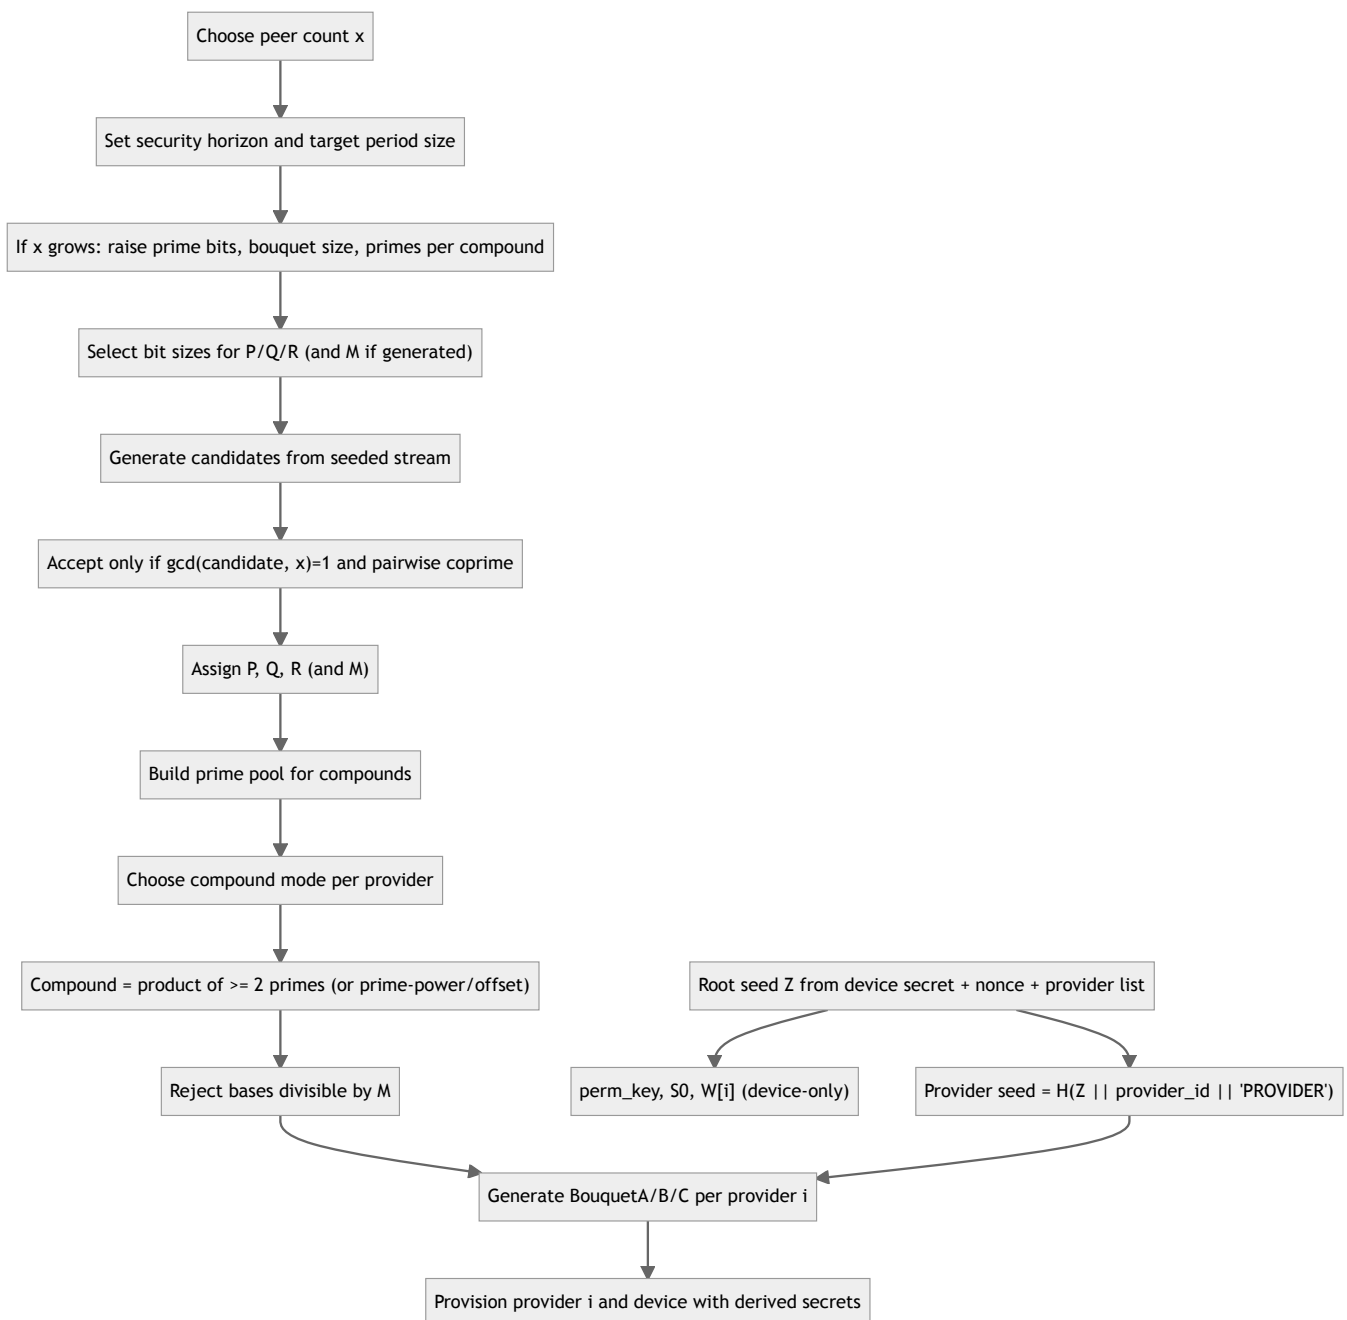 Choose peer count x
Set security horizon and target period size
If x grows: raise prime bits, bouquet size, primes per compound
Select bit sizes for P/Q/R (and M if generated)
Generate candidates from seeded stream
Accept only if gcd(candidate, x)=1 and pairwise coprime
Assign P, Q, R (and M)
Build prime pool for compounds
Choose compound mode per provider
Compound = product of >= 2 primes (or prime-power/offset)
Root seed Z from device secret + nonce + provider list
Reject bases divisible by M
perm_key, S0, W[i] (device-only)
Provider seed = H(Z || provider_id || 'PROVIDER')
Generate BouquetA/B/C per provider i
Provision provider i and device with derived secrets